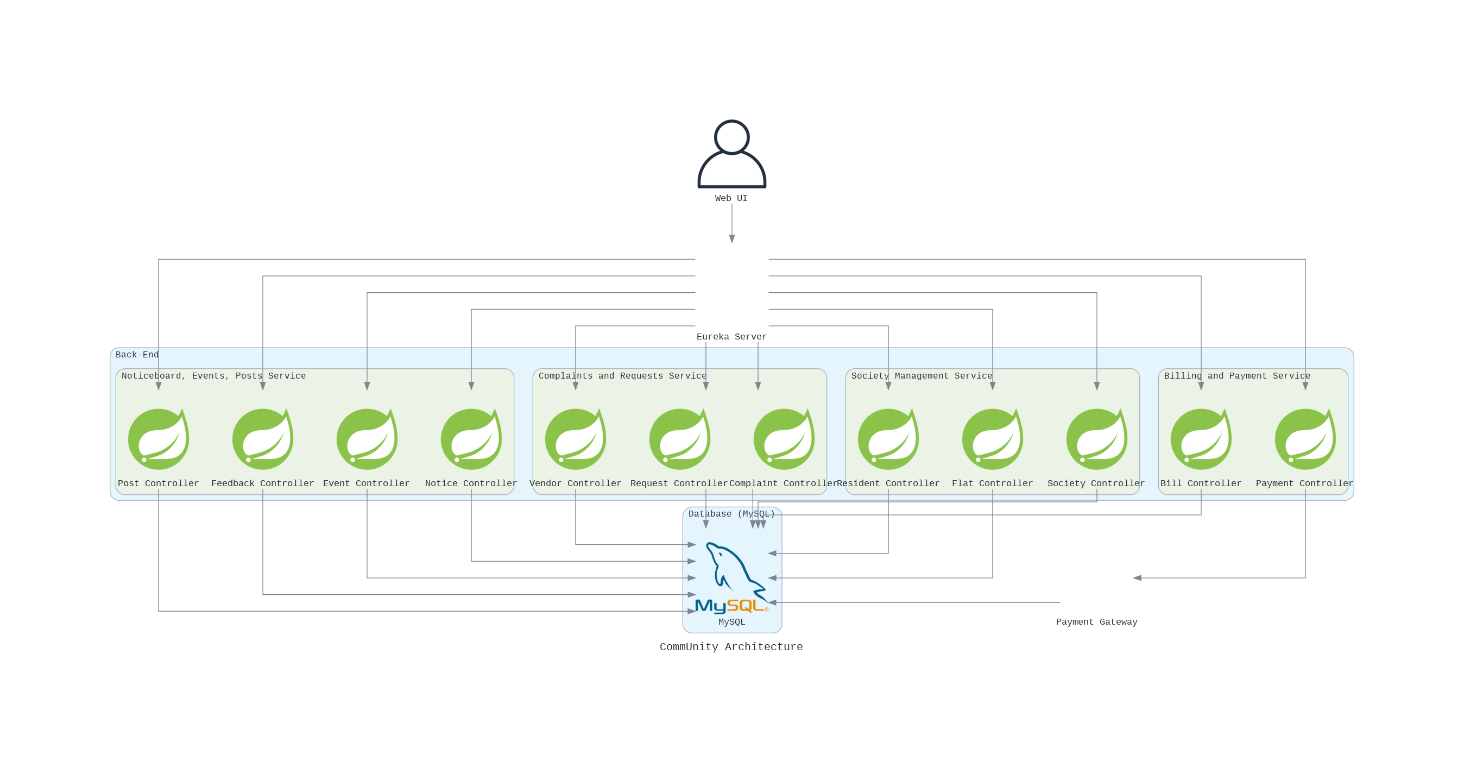 Web UI
Eureka Server
Back-End
Noticeboard, Events, Posts Service
Complaints and Requests Service
Society Management Service
Billing and Payment Service
Post Controller
Feedback Controller
Event Controller
Notice Controller
Vendor Controller
Request Controller
Complaint Controller
Resident Controller
Flat Controller
Society Controller
Bill Controller
Payment Controller
Database (MySQL)
MySQL®
MySQL
Payment Gateway
CommUnity Architecture